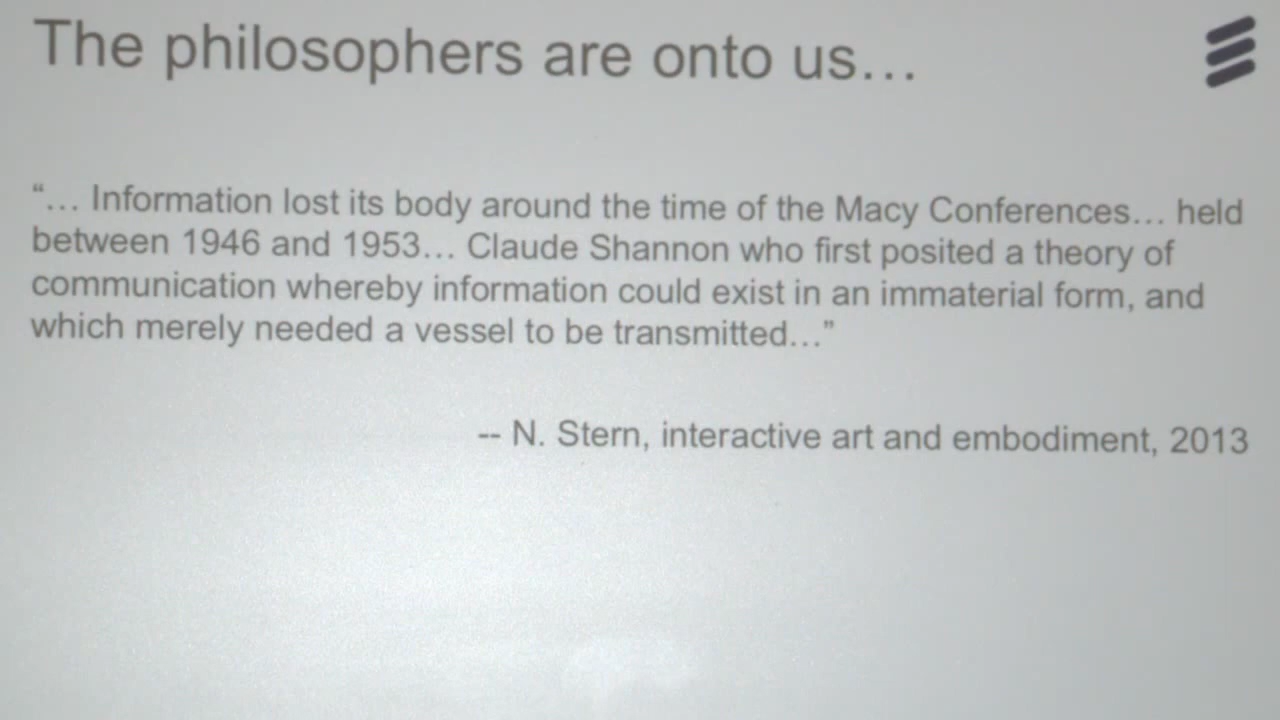 The philosophers are onto us...
“... Information lost its body around the time of the Macy Conferences... held
between 1946 and 1953... Claude Shannon who first posited a theory of
communication whereby information could exist in an immaterial form, and
which merely needed a vessel to be transmitted...”
-- N. Stern, interactive art and embodiment, 2013